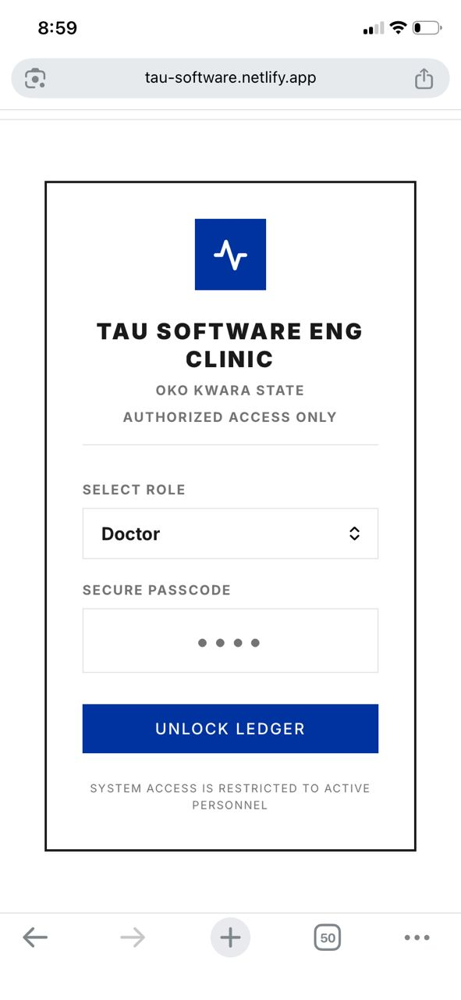 8:59
tau-software.netlify.app
TAU SOFTWARE ENG
CLINIC
OKO KWARA STATE
AUTHORIZED ACCESS ONLY
SELECT ROLE
Doctor
SECURE PASSCODE
••••
UNLOCK LEDGER
SYSTEM ACCESS IS RESTRICTED TO ACTIVE
PERSONNEL
50